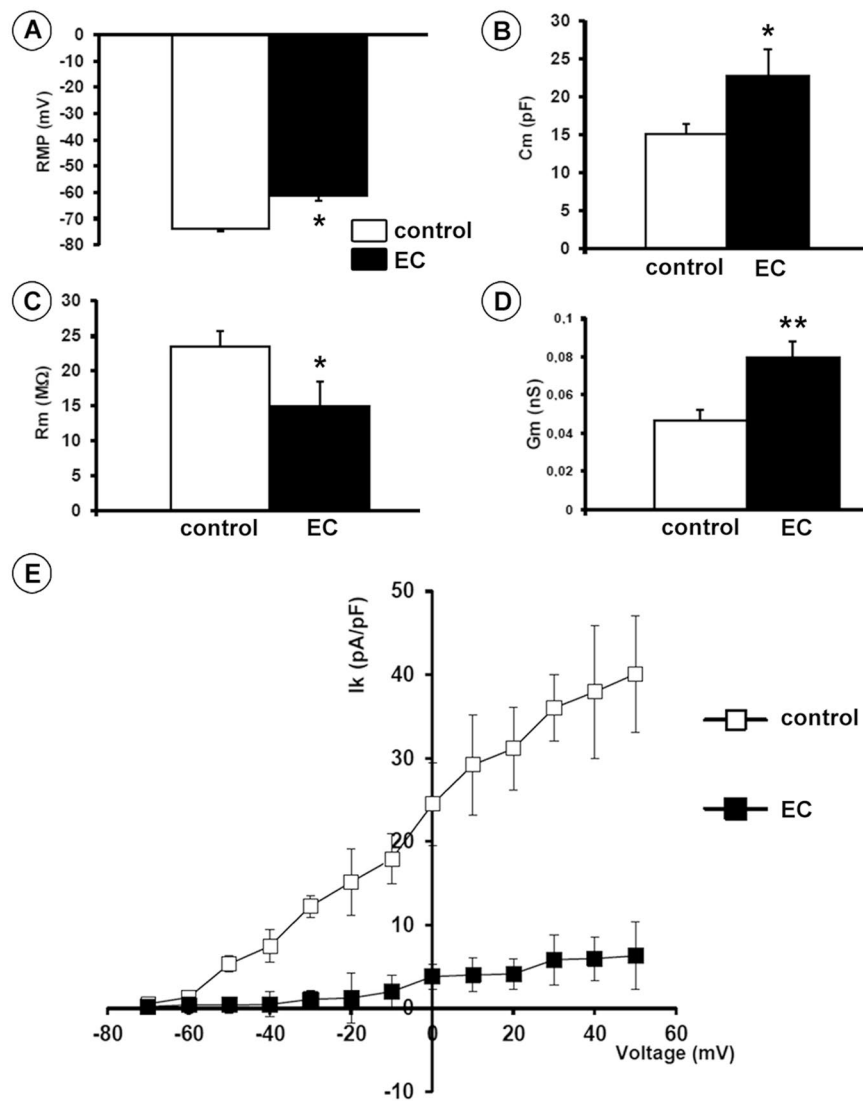 A
RMP (mV)
0
-10
-20
-30
-40
-50
-60
-70
-80
*
control
EC
B
Cm (pF)
30
25
20
15
10
5
0
*
control
EC
C
Rm (MΩ)
30
25
20
15
10
5
0
*
control
EC
D
Gm (nS)
0,1
0,08
0,06
0,04
0,02
0
**
control
EC
E
Ik (pA/pF)
50
40
30
20
10
0
-10
-80
-60
-40
-20
0
20
40
60
Voltage (mV)
control
EC